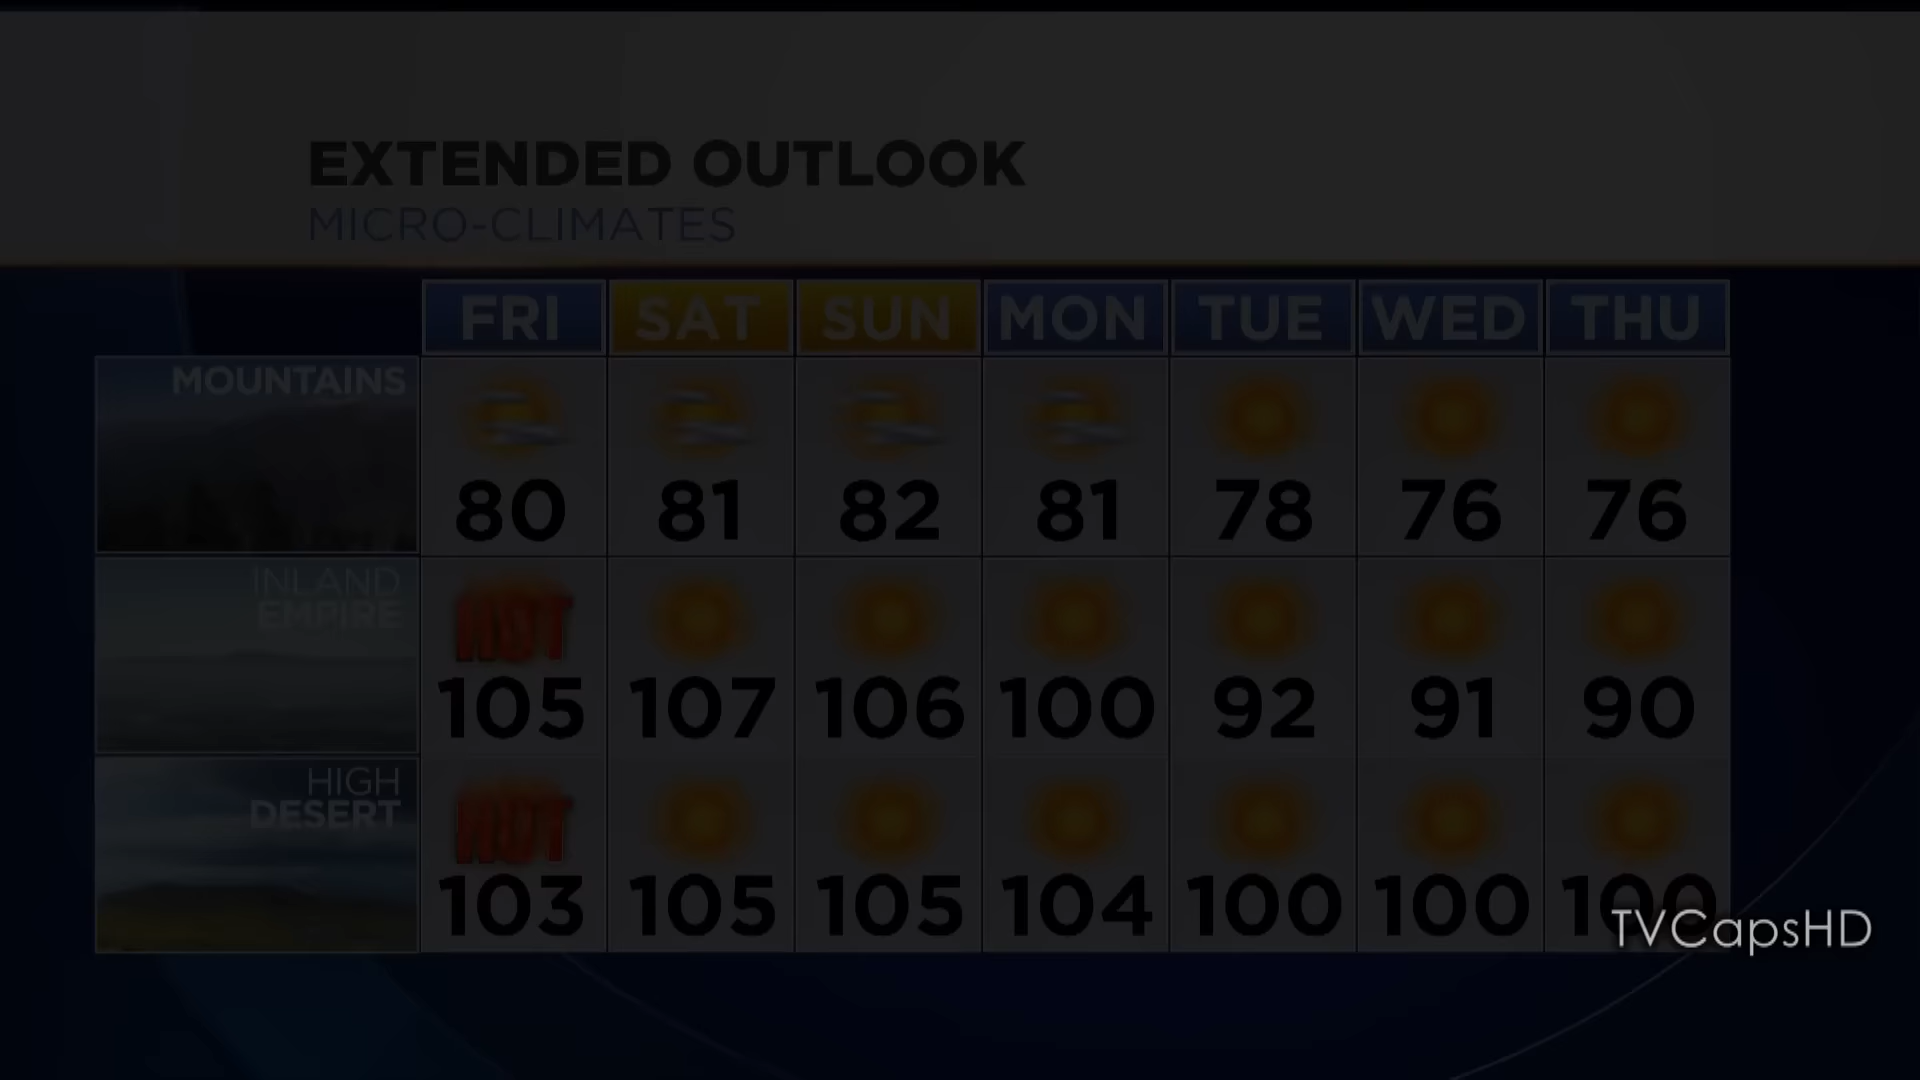 EXTENDED OUTLOOK
MICRO-CLIMATES
FRI SAT SUN MON TUE WED THU
MOUNTAINS
80 81 82 81 78 76 76
INLAND
EMPIRE
HOT
105 107 106 100 92 91 90
HIGH
DESERT
HOT
103 105 105 104 100 100 100
TVCapsHD